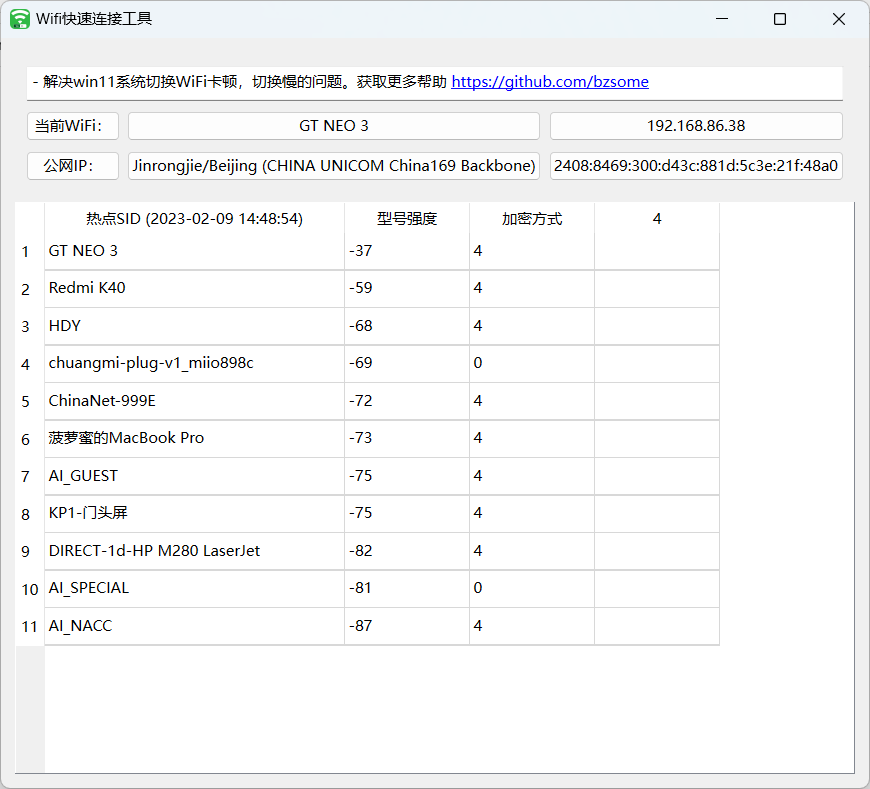 Wifi快速连接工具
- 解决win11系统切换WiFi卡顿，切换慢的问题。获取更多帮助 https://github.com/bzsome
当前WiFi: GT NEO 3 192.168.86.38
公网IP: Jinrongjie/Beijing (CHINA UNICOM China169 Backbone) 2408:8469:300:d43c:881d:5c3e:21f:48a0
热点SID (2023-02-09 14:48:54) 型号强度 加密方式 4
1 GT NEO 3 -37 4
2 Redmi K40 -59 4
3 HDY -68 4
4 chuangmi-plug-v1_miio898c -69 0
5 ChinaNet-999E -72 4
6 菠萝蜜的MacBook Pro -73 4
7 AI_GUEST -75 4
8 KP1-门头屏 -75 4
9 DIRECT-1d-HP M280 LaserJet -82 4
10 AI_SPECIAL -81 0
11 AI_NACC -87 4